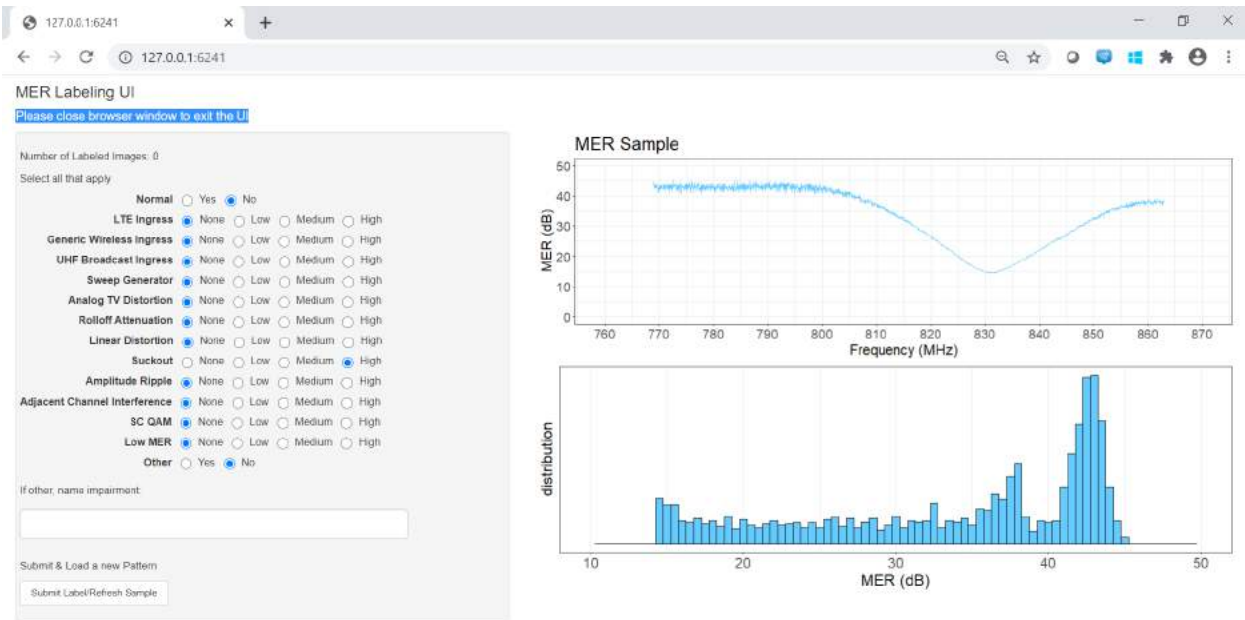 127.0.0.1:6241
127.0.0.1:6241
MER Labeling UI
Please close browser window to exit the UI
Number of Labeled Images: 0
Select all that apply
Normal Yes No
LTE Ingress None Low Medium High
Generic Wireless Ingress None Low Medium High
UHF Broadcast Ingress None Low Medium High
Sweep Generator None Low Medium High
Analog TV Distortion None Low Medium High
Rolloff Attenuation None Low Medium High
Linear Distortion None Low Medium High
Suckout None Low Medium High
Amplitude Ripple None Low Medium High
Adjacent Channel Interference None Low Medium High
SC QAM None Low Medium High
Low MER None Low Medium High
Other Yes No
If other, name impairment:
Submit & Load a new Pattern
Submit Label/Refresh Sample
MER Sample
MER (dB)
50
40
30
20
10
0
760 770 780 790 800 810 820 830 840 850 860 870
Frequency (MHz)
distribution
10 20 30 40 50
MER (dB)